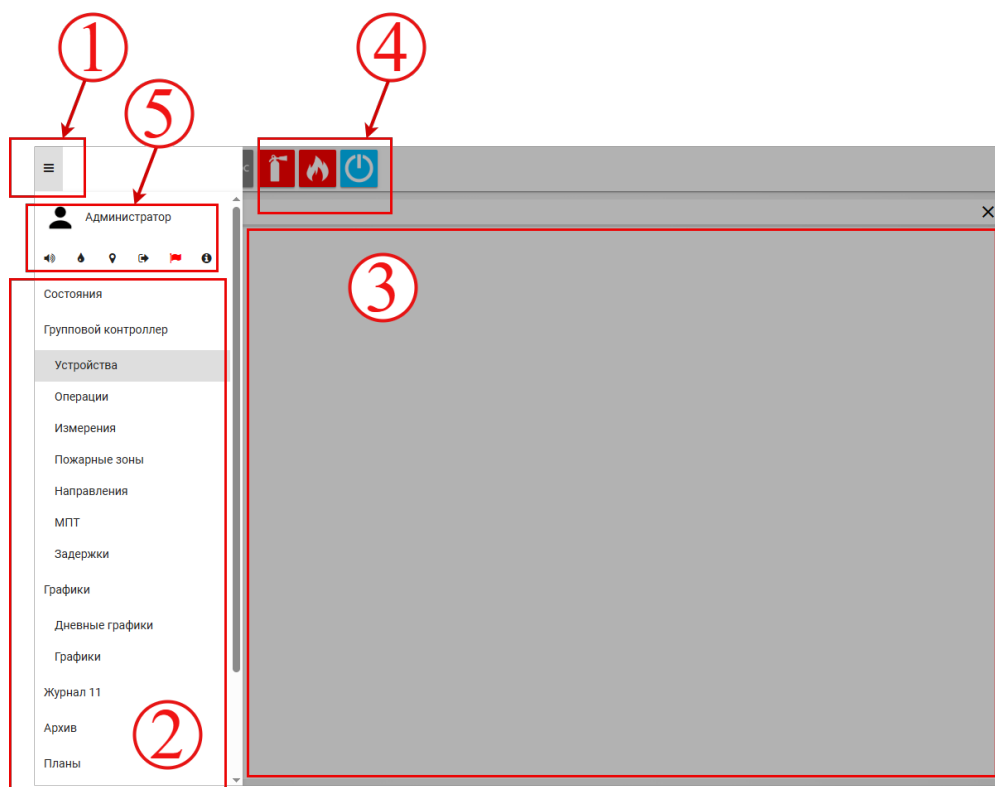 1
4
5
Администратор
Состояния
Групповой контроллер
Устройства
Операции
Измерения
Пожарные зоны
Направления
МПТ
Задержки
Графики
Дневные графики
Графики
Журнал 11
Архив
Планы
3
2